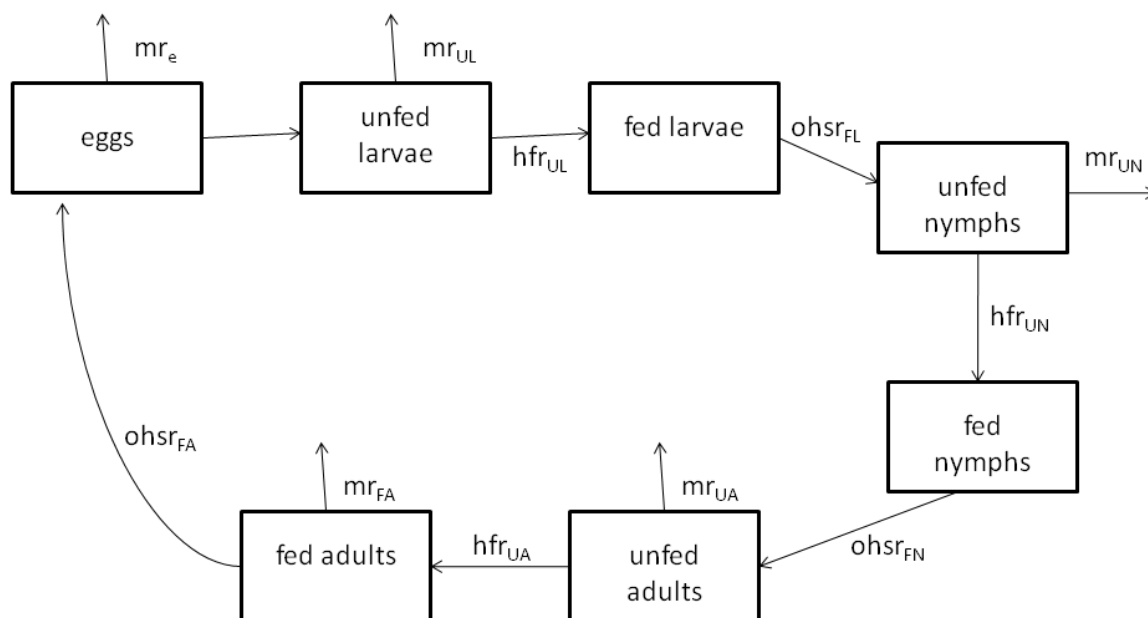 mr_e
mr_UL
eggs
unfed
larvae
hfr_UL
fed larvae
ohsr_FL
unfed
nymphs
mr_UN
hfr_UN
fed
nymphs
ohsr_FN
unfed
adults
mr_UA
hfr_UA
fed adults
mr_FA
ohsr_FA